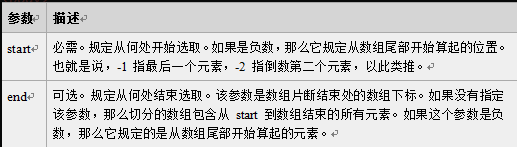 参数 描述
start 必需。规定从何处开始选取。如果是负数，那么它规定从数组尾部开始算起的位置。
也就是说，-1 指最后一个元素，-2 指倒数第二个元素，以此类推。
end 可选。规定从何处结束选取。该参数是数组片断结束处的数组下标。如果没有指定
该参数，那么切分的数组包含从 start 到数组结束的所有元素。如果这个参数是负
数，那么它规定的是从数组尾部开始算起的元素。